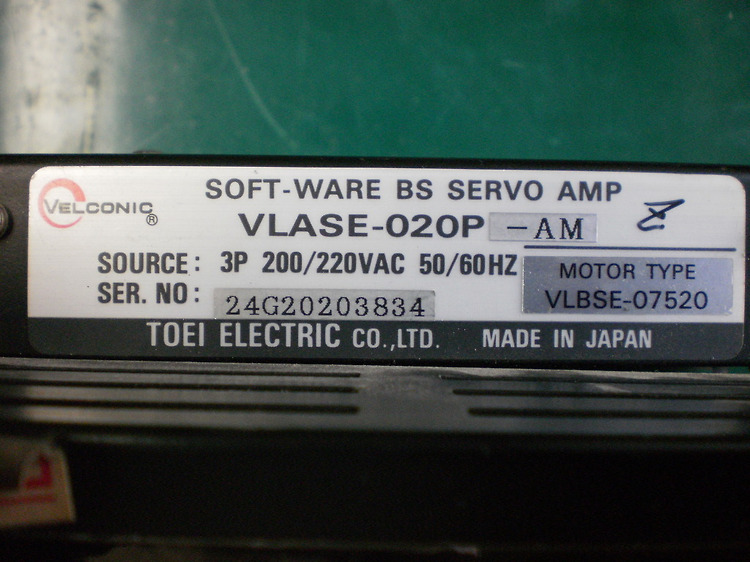 VELCONIC ®
SOFT-WARE BS SERVO AMP
VLASE-020P -AM
SOURCE: 3P 200/220VAC 50/60HZ
SER. NO: 24G20203834
MOTOR TYPE
VLBSE-07520
TOEI ELECTRIC CO.,LTD. MADE IN JAPAN